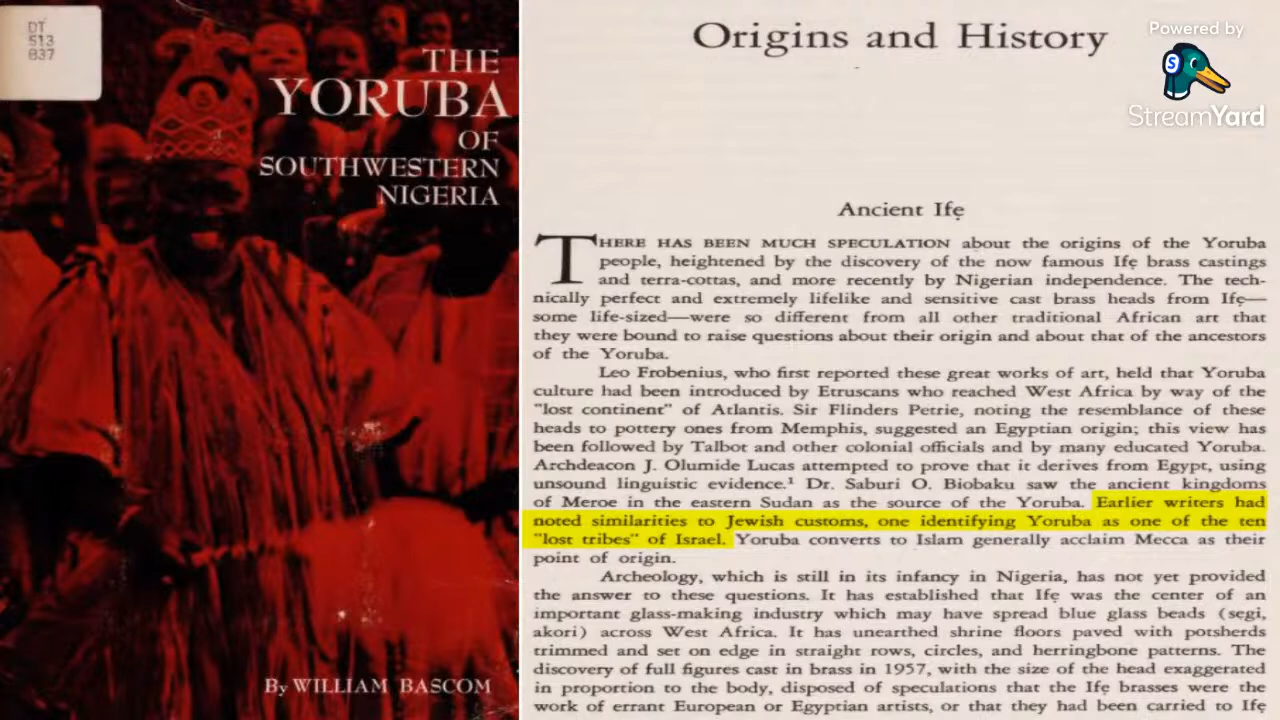 DT
513
B37
THE
YORUBA
OF
SOUTHWESTERN
NIGERIA
By WILLIAM BASCOM
Origins and History
Powered by
StreamYard
Ancient Ifẹ
THERE HAS BEEN MUCH SPECULATION about the origins of the Yoruba
people, heightened by the discovery of the now famous Ifẹ brass castings
and terra-cottas, and more recently by Nigerian independence. The tech-
nically perfect and extremely lifelike and sensitive cast brass heads from Ifẹ—
some life-sized—were so different from all other traditional African art that
they were bound to raise questions about their origin and about that of the ancestors
of the Yoruba.
Leo Frobenius, who first reported these great works of art, held that Yoruba
culture had been introduced by Etruscans who reached West Africa by way of the
"lost continent" of Atlantis. Sir Flinders Petrie, noting the resemblance of these
heads to pottery ones from Memphis, suggested an Egyptian origin; this view has
been followed by Talbot and other colonial officials and by many educated Yoruba.
Archdeacon J. Olumide Lucas attempted to prove that it derives from Egypt, using
unsound linguistic evidence.¹ Dr. Saburi O. Biobaku saw the ancient kingdoms
of Meroe in the eastern Sudan as the source of the Yoruba. Earlier writers had
noted similarities to Jewish customs, one identifying Yoruba as one of the ten
"lost tribes" of Israel. Yoruba converts to Islam generally acclaim Mecca as their
point of origin.
Archeology, which is still in its infancy in Nigeria, has not yet provided
the answer to these questions. It has established that Ifẹ was the center of an
important glass-making industry which may have spread blue glass beads (segi,
akori) across West Africa. It has unearthed shrine floors paved with potsherds
trimmed and set on edge in straight rows, circles, and herringbone patterns. The
discovery of full figures cast in brass in 1957, with the size of the head exaggerated
in proportion to the body, disposed of speculations that the Ifẹ brasses were the
work of errant European or Egyptian artists, or that they had been carried to Ifẹ